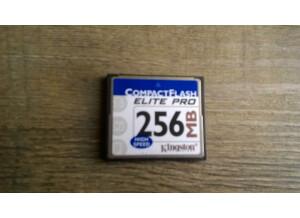 COMPACTFLASH
ELITE PRO
256 MB
HIGH
SPEED
Kingston